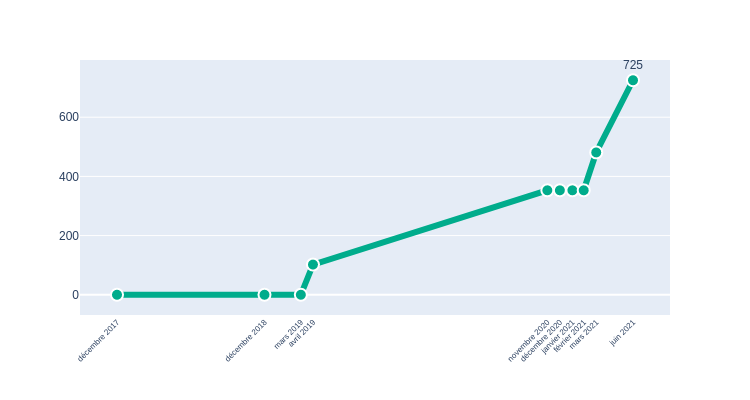 725
600
400
200
0
décembre 2017
décembre 2018
mars 2019
avril 2019
novembre 2020
décembre 2020
janvier 2021
février 2021
mars 2021
juin 2021